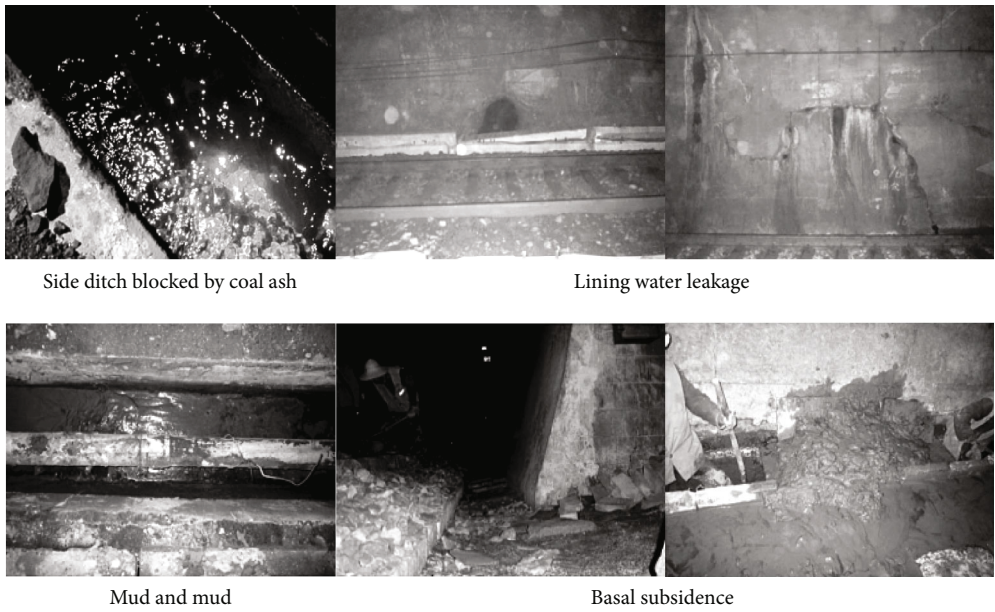 Side ditch blocked by coal ash
Lining water leakage
Mud and mud
Basal subsidence